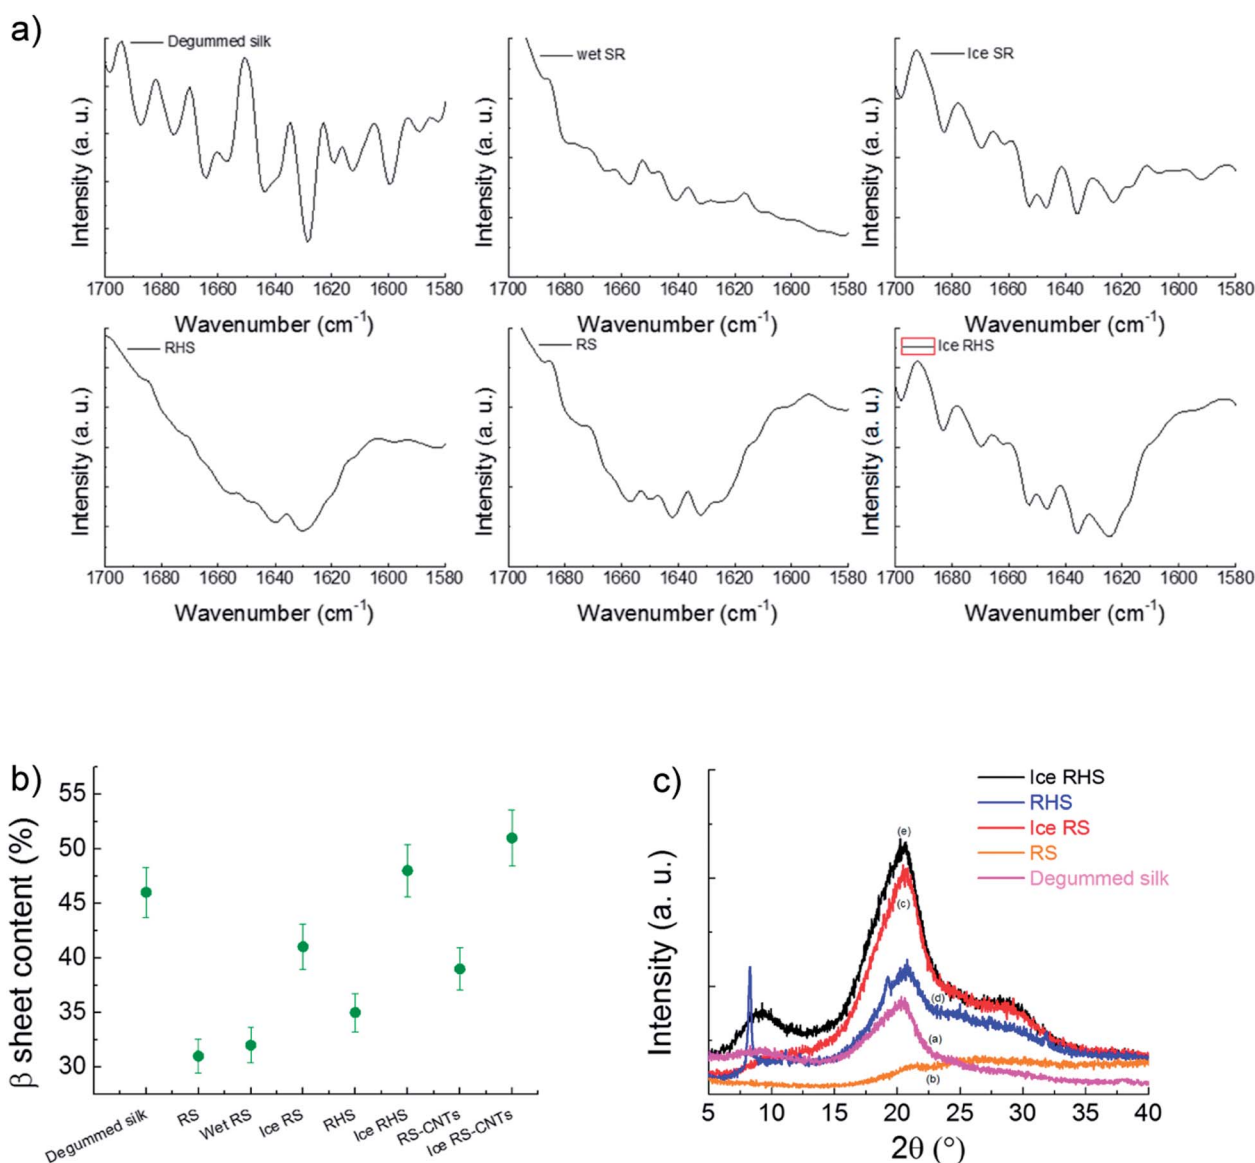 a)
Degummed silk
wet SR
Ice SR
Intensity (a. u.)
Intensity (a. u.)
Intensity (a. u.)
1700 1680 1660 1640 1620 1600 1580
1700 1680 1660 1640 1620 1600 1580
1700 1680 1660 1640 1620 1600 1580
Wavenumber (cm-1)
Wavenumber (cm-1)
Wavenumber (cm-1)
RHS
RS
Ice RHS
Intensity (a. u.)
Intensity (a. u.)
Intensity (a. u.)
1700 1680 1660 1640 1620 1600 1580
1700 1680 1660 1640 1620 1600 1580
1700 1680 1660 1640 1620 1600 1580
Wavenumber (cm-1)
Wavenumber (cm-1)
Wavenumber (cm-1)
b)
β sheet content (%)
55
50
45
40
35
30
Degummed silk
RS
Wet RS
Ice RS
RHS
Ice RHS
RS-CNTs
Ice RS-CNTs
c)
Ice RHS
RHS
Ice RS
RS
Degummed silk
Intensity (a. u.)
(e)
(c)
(d)
(a)
(b)
5 10 15 20 25 30 35 40
2θ (°)